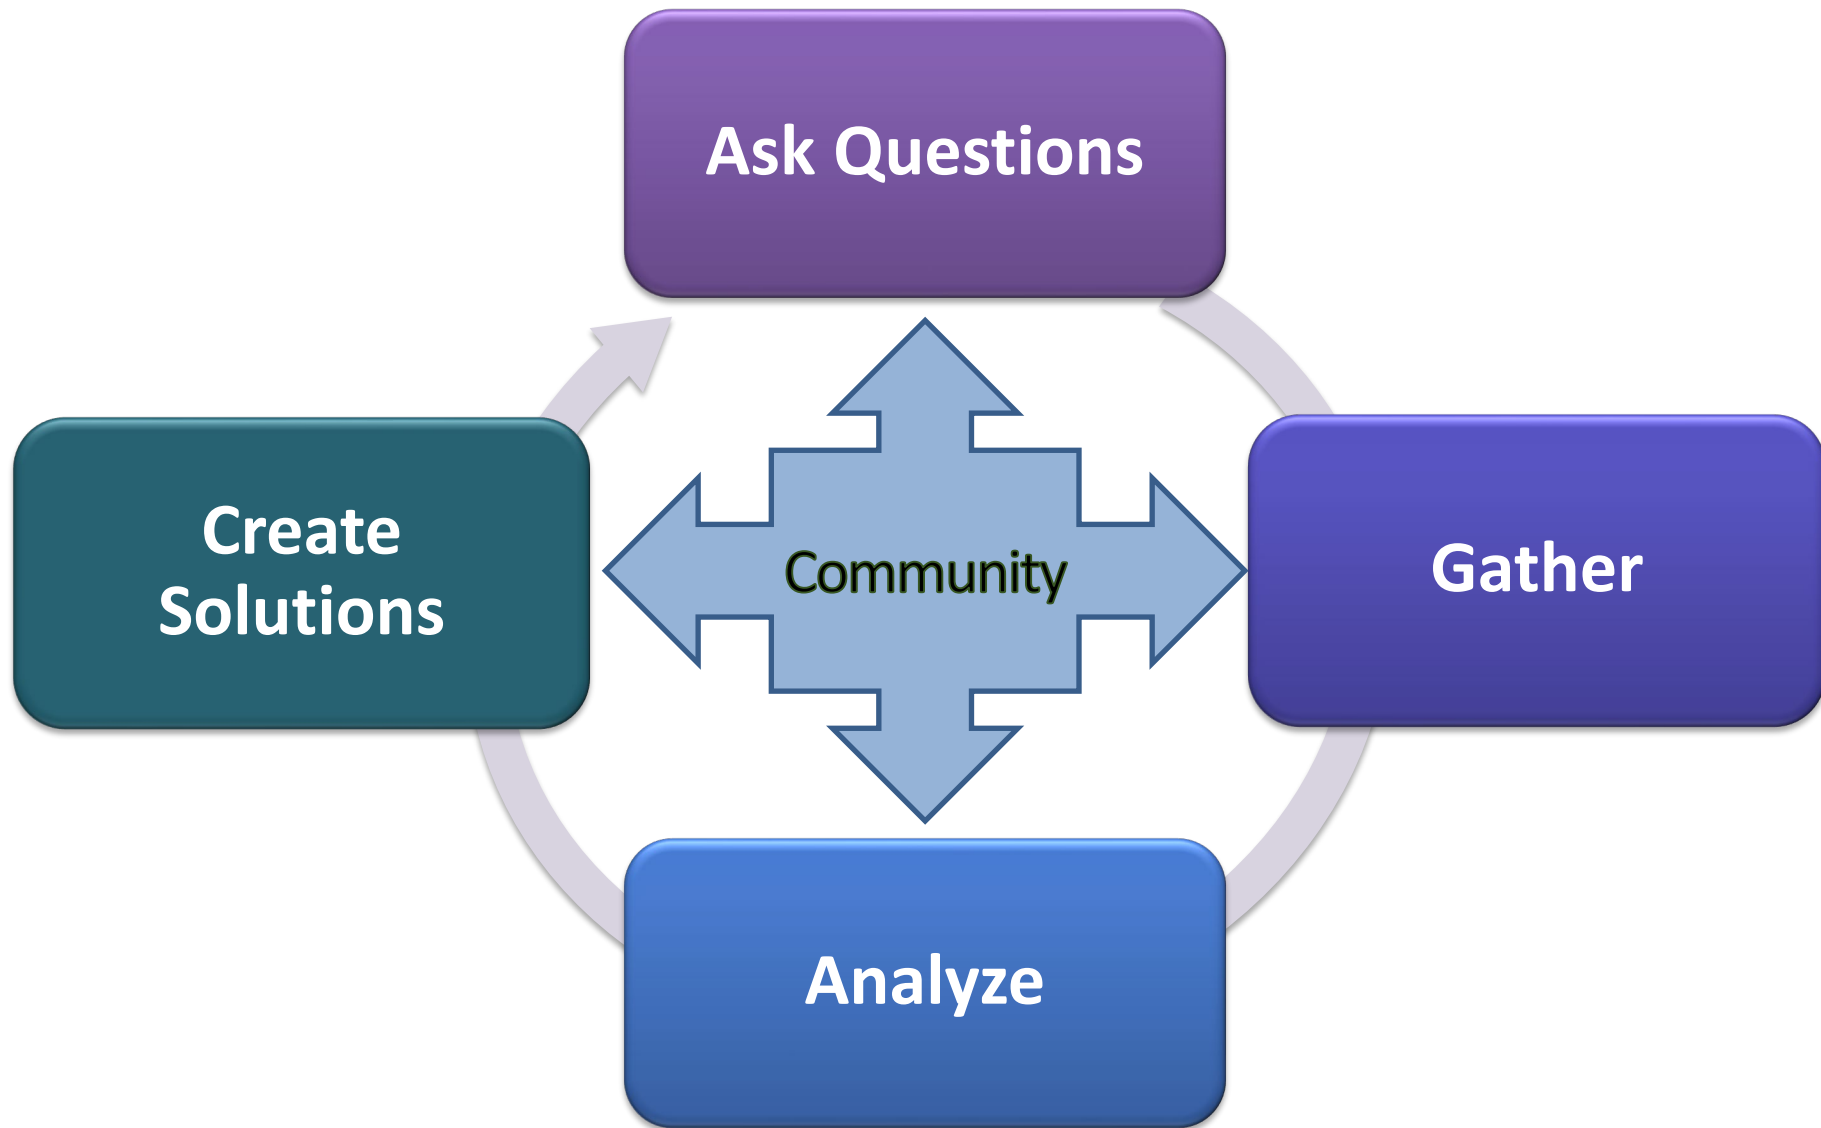 Ask Questions
Create
Solutions
Community
Gather
Analyze